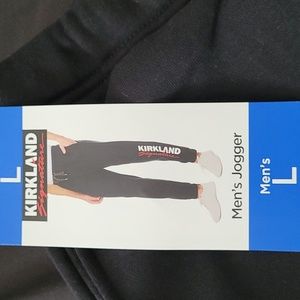 L
KIRKLAND
Signature
KIRKLAND
Signature
Men's Jogger
Men's
L